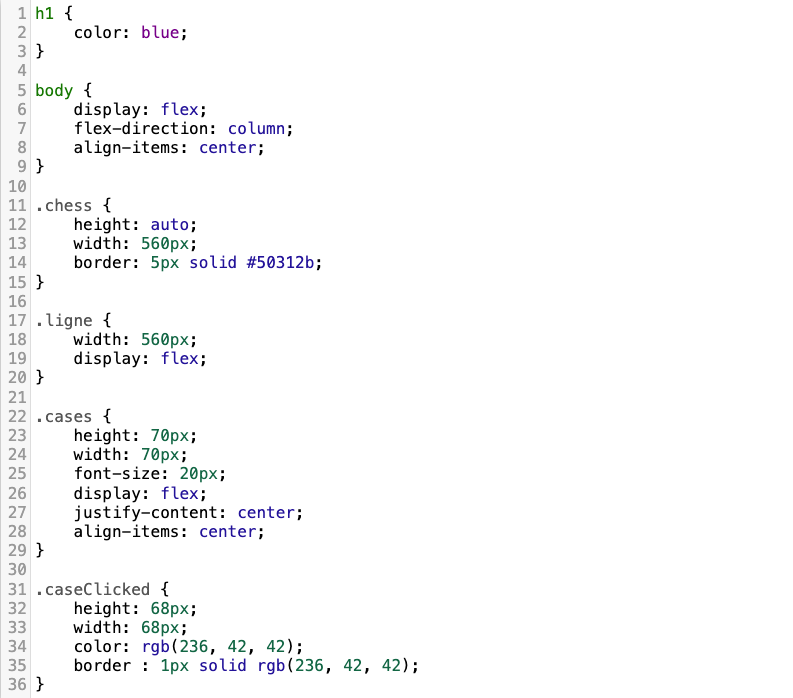 1 h1 {
2     color: blue;
3 }
4
5 body {
6     display: flex;
7     flex-direction: column;
8     align-items: center;
9 }
10
11 .chess {
12     height: auto;
13     width: 560px;
14     border: 5px solid #50312b;
15 }
16
17 .ligne {
18     width: 560px;
19     display: flex;
20 }
21
22 .cases {
23     height: 70px;
24     width: 70px;
25     font-size: 20px;
26     display: flex;
27     justify-content: center;
28     align-items: center;
29 }
30
31 .caseClicked {
32     height: 68px;
33     width: 68px;
34     color: rgb(236, 42, 42);
35     border : 1px solid rgb(236, 42, 42);
36 }